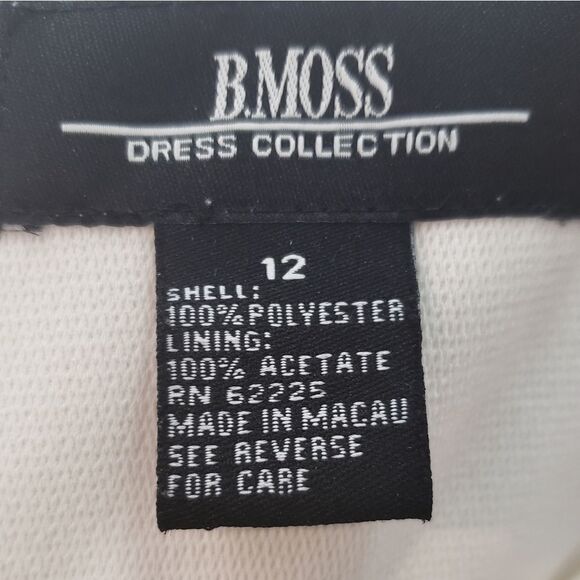 B.MOSS
DRESS COLLECTION
12
SHELL:
100% POLYESTER
LINING:
100% ACETATE
RN 62225
MADE IN MACAU
SEE REVERSE
FOR CARE